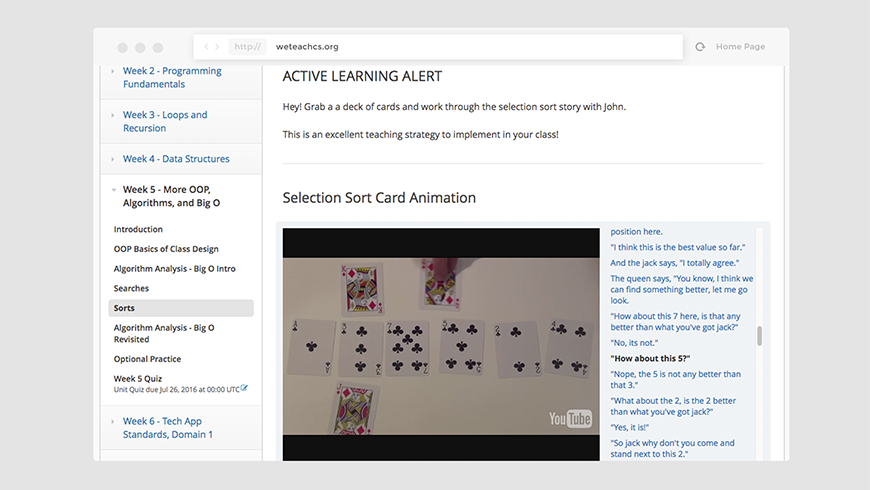 http://
weteachcs.org
Home Page
Week 2 - Programming
Fundamentals
Week 3 - Loops and
Recursion
Week 4 - Data Structures
Week 5 - More OOP,
Algorithms, and Big O
Introduction
OOP Basics of Class Design
Algorithm Analysis - Big O Intro
Searches
Sorts
Algorithm Analysis - Big O
Revisited
Optional Practice
Week 5 Quiz
Unit Quiz due Jul 26, 2016 at 00:00 UTC
Week 6 - Tech App
Standards, Domain 1
ACTIVE LEARNING ALERT
Hey! Grab a a deck of cards and work through the selection sort story with John.
This is an excellent teaching strategy to implement in your class!
Selection Sort Card Animation
K
A
3
7
5
2
4
J
YouTube
position here.
"I think this is the best value so far."
And the jack says, "I totally agree."
The queen says, "You know, I think we
can find something better, let me go
look.
"How about this 7 here, is that any
better than what you've got jack?"
"No, its not."
"How about this 5?"
"Nope, the 5 is not any better than
that 3."
"What about the 2, is the 2 better
than what you've got jack?"
"Yes, it is!"
"So jack why don't you come and
stand next to this 2."